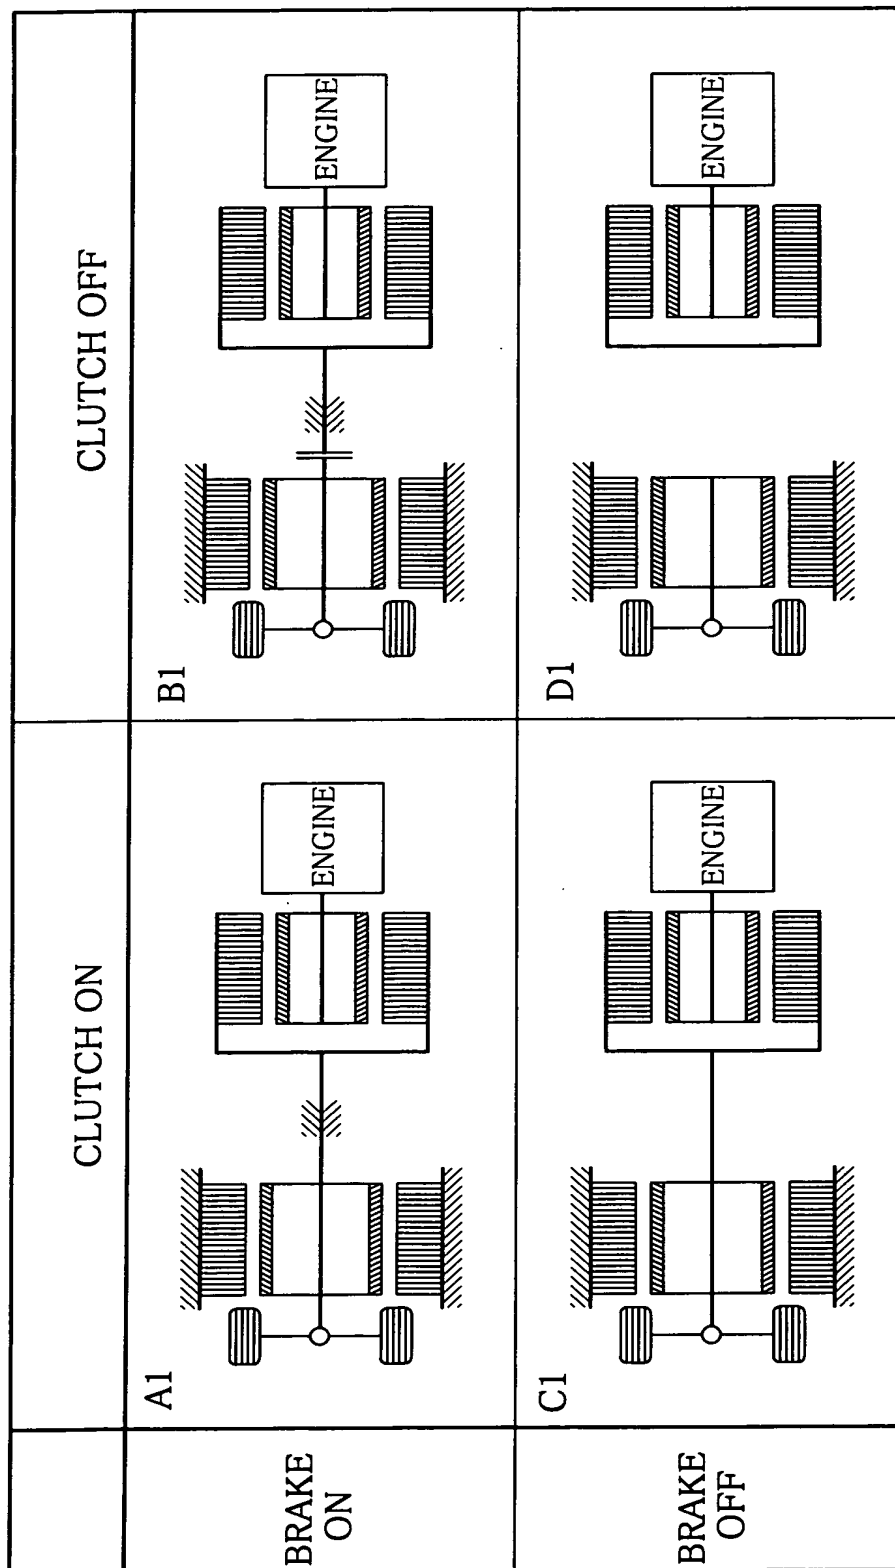 CLUTCH ON
CLUTCH OFF
BRAKE
ON
A1
ENGINE
B1
ENGINE
BRAKE
OFF
C1
ENGINE
D1
ENGINE